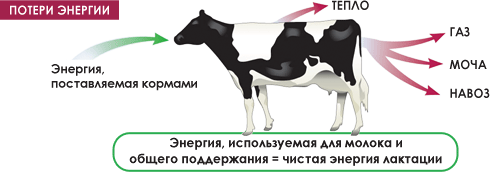 ПОТЕРИ ЭНЕРГИИ
ТЕПЛО
ГАЗ
МОЧА
НАВОЗ
Энергия,
поставляемая кормами
Энергия, используемая для молока и
общего поддержания = чистая энергия лактации